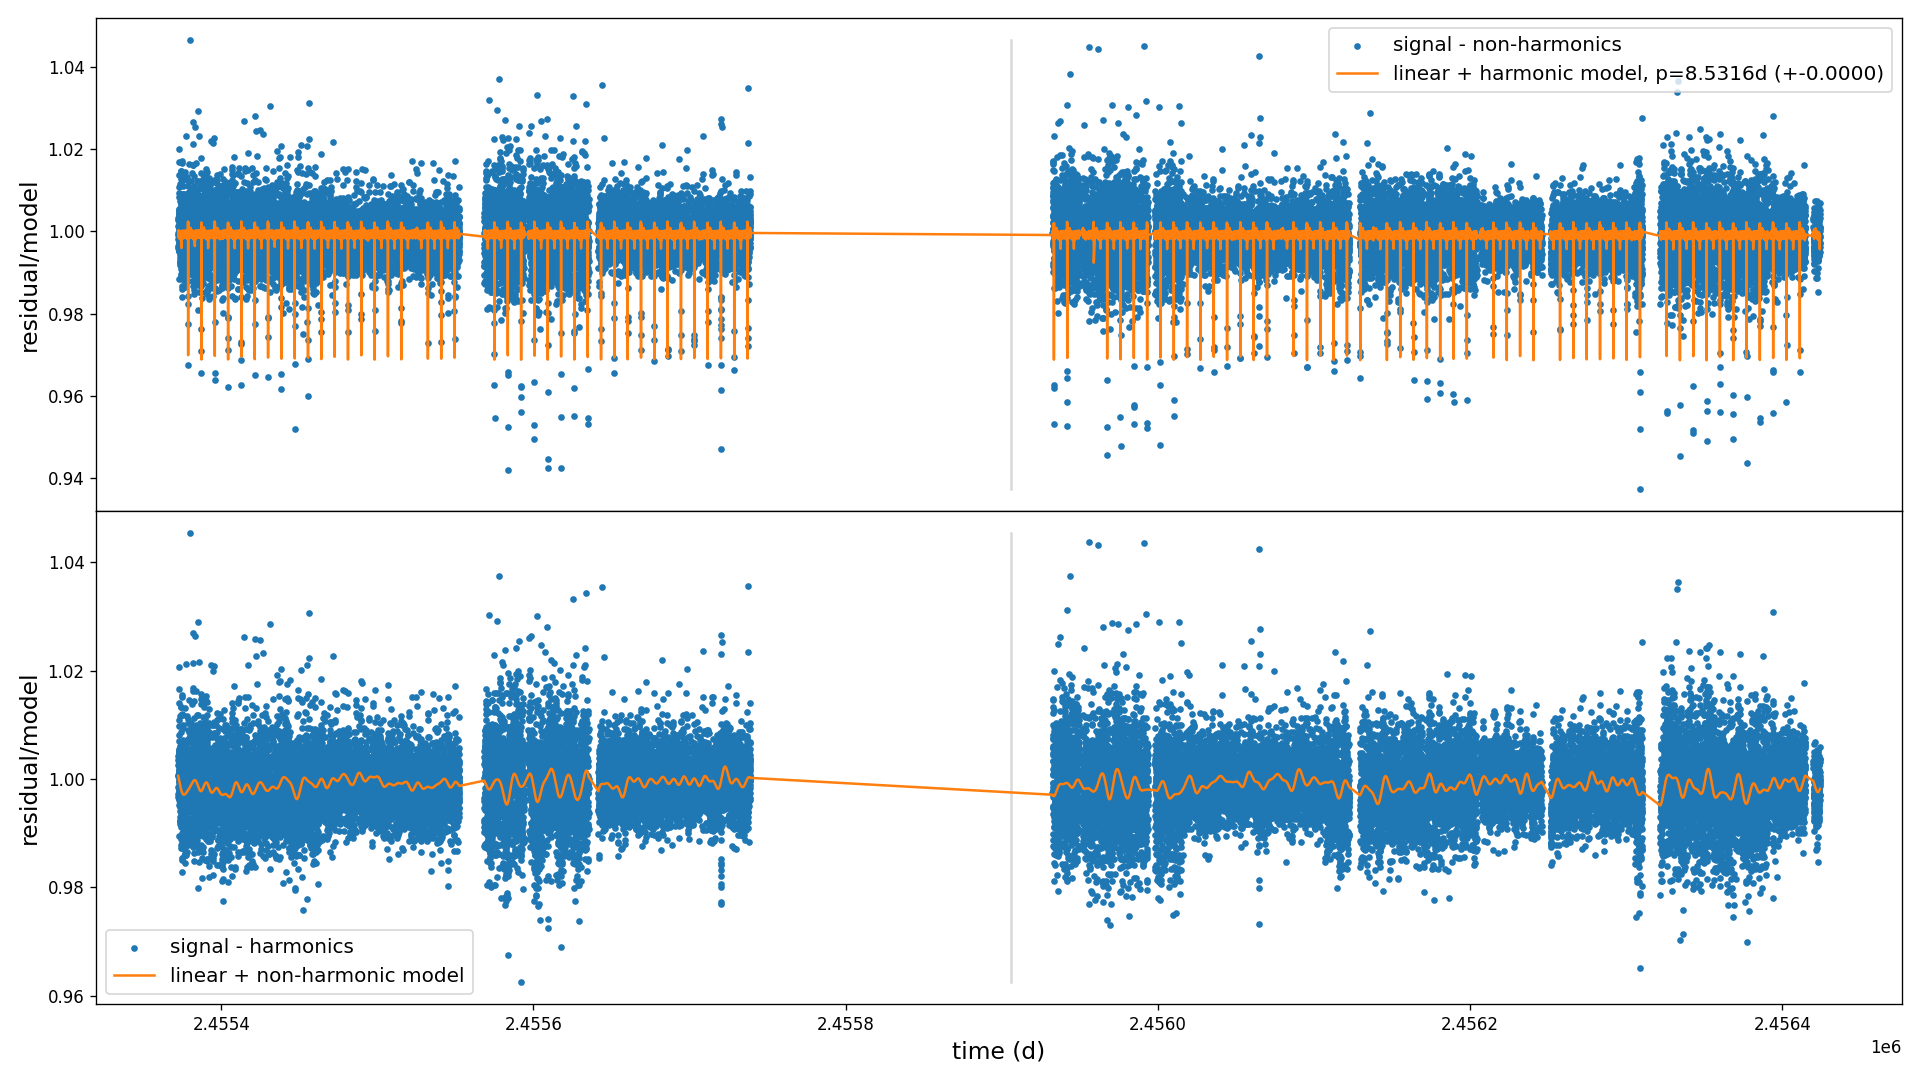 signal - non-harmonics
linear + harmonic model, p=8.5316d (+-0.0000)
residual/model
1.04
1.02
1.00
0.98
0.96
0.94
residual/model
1.04
1.02
1.00
0.98
0.96
signal - harmonics
linear + non-harmonic model
2.4554
2.4556
2.4558
2.4560
2.4562
2.4564
1e6
time (d)